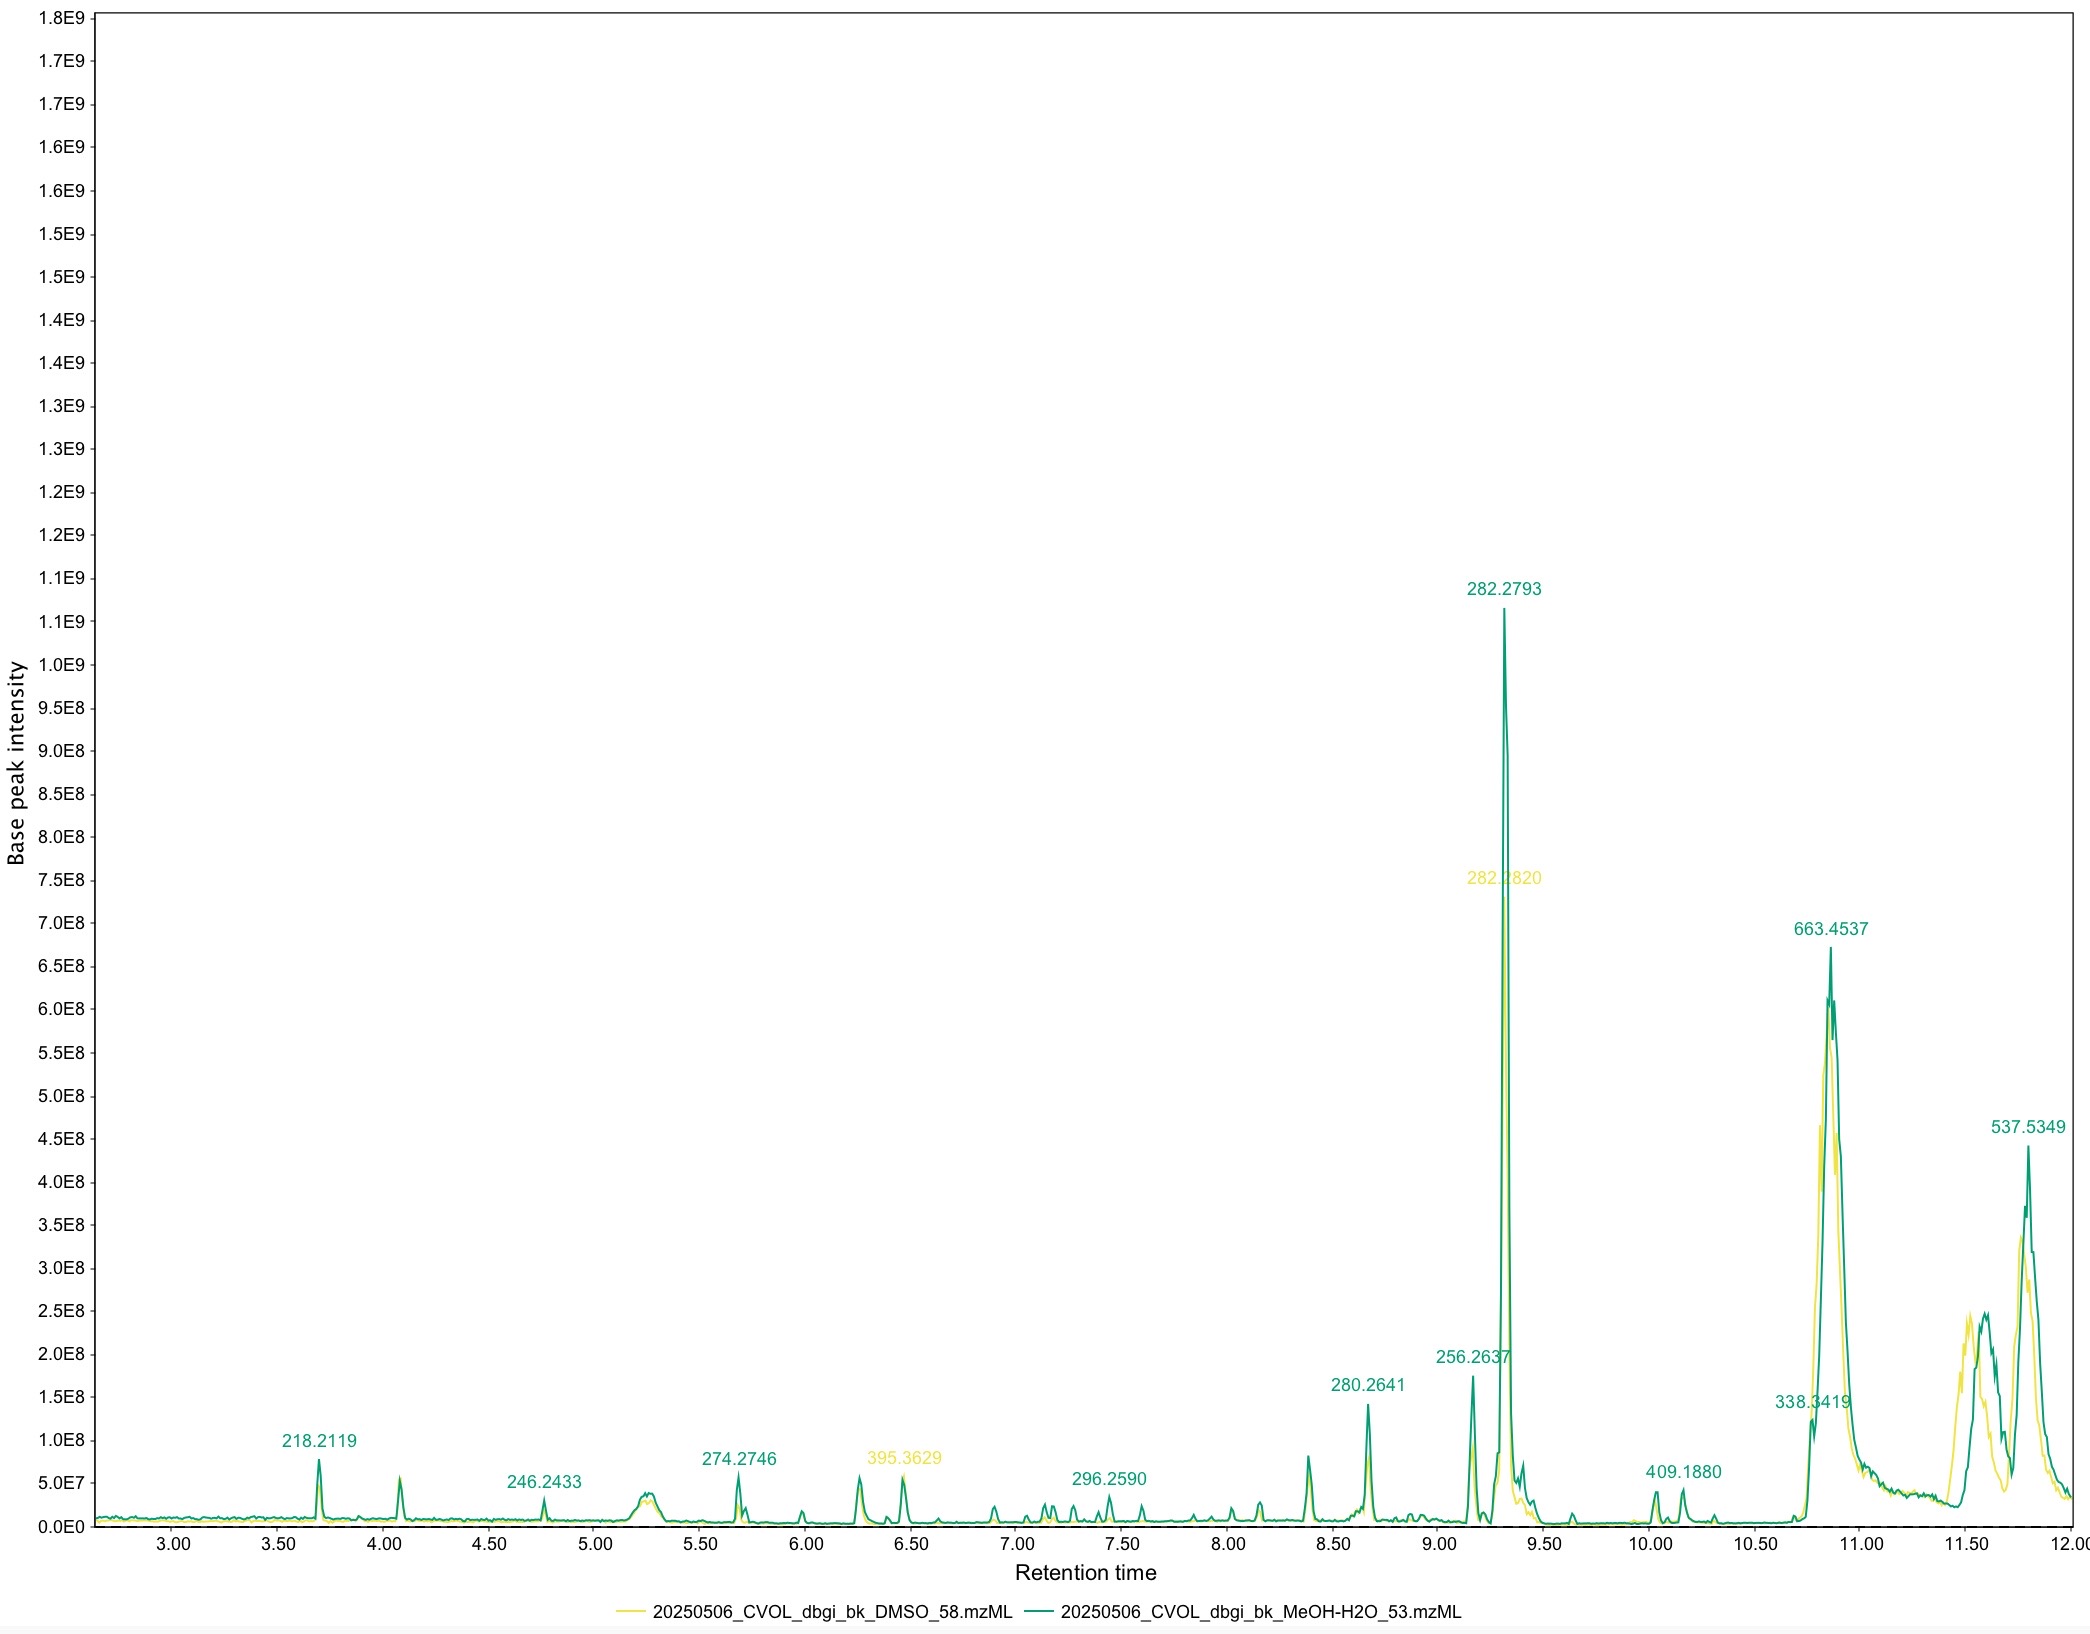 1.8E9
1.7E9
1.7E9
1.6E9
1.6E9
1.5E9
1.5E9
1.4E9
1.4E9
1.3E9
1.3E9
1.2E9
1.2E9
1.1E9
1.1E9
1.0E9
9.5E8
9.0E8
8.5E8
8.0E8
7.5E8
7.0E8
6.5E8
6.0E8
5.5E8
5.0E8
4.5E8
4.0E8
3.5E8
3.0E8
2.5E8
2.0E8
1.5E8
1.0E8
5.0E7
0.0E0
Base peak intensity
282.2793
282.2820
663.4537
537.5349
256.2637
280.2641
338.3419
218.2119
395.3629
274.2746
409.1880
296.2590
246.2433
3.00 3.50 4.00 4.50 5.00 5.50 6.00 6.50 7.00 7.50 8.00 8.50 9.00 9.50 10.00 10.50 11.00 11.50 12.00
Retention time
20250506_CVOL_dbgi_bk_DMSO_58.mzML 20250506_CVOL_dbgi_bk_MeOH-H2O_53.mzML